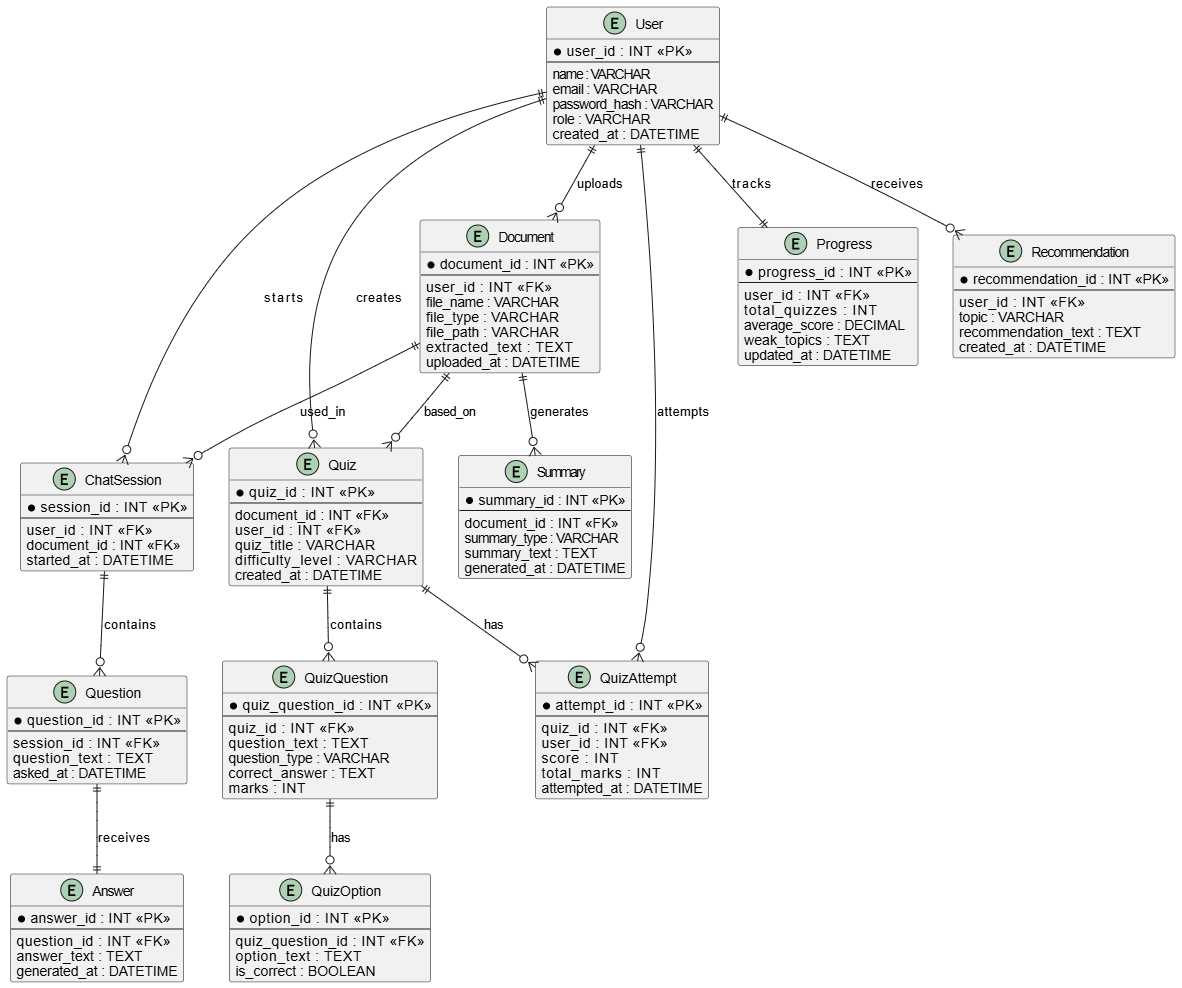 E User
user_id : INT «PK»
name : VARCHAR
email : VARCHAR
password_hash : VARCHAR
role : VARCHAR
created_at : DATETIME
uploads
tracks
receives
starts
creates
attempts
E Document
document_id : INT «PK»
user_id : INT «FK»
file_name : VARCHAR
file_type : VARCHAR
file_path : VARCHAR
extracted_text : TEXT
uploaded_at : DATETIME
E Progress
progress_id : INT «PK»
user_id : INT «FK»
total_quizzes : INT
average_score : DECIMAL
weak_topics : TEXT
updated_at : DATETIME
E Recommendation
recommendation_id : INT «PK»
user_id : INT «FK»
topic : VARCHAR
recommendation_text : TEXT
created_at : DATETIME
used_in
based_on
generates
E ChatSession
session_id : INT «PK»
user_id : INT «FK»
document_id : INT «FK»
started_at : DATETIME
E Quiz
quiz_id : INT «PK»
document_id : INT «FK»
user_id : INT «FK»
quiz_title : VARCHAR
difficulty_level : VARCHAR
created_at : DATETIME
E Summary
summary_id : INT «PK»
document_id : INT «FK»
summary_type : VARCHAR
summary_text : TEXT
generated_at : DATETIME
contains
contains
has
E Question
question_id : INT «PK»
session_id : INT «FK»
question_text : TEXT
asked_at : DATETIME
E QuizQuestion
quiz_question_id : INT «PK»
quiz_id : INT «FK»
question_text : TEXT
question_type : VARCHAR
correct_answer : TEXT
marks : INT
E QuizAttempt
attempt_id : INT «PK»
quiz_id : INT «FK»
user_id : INT «FK»
score : INT
total_marks : INT
attempted_at : DATETIME
receives
has
E Answer
answer_id : INT «PK»
question_id : INT «FK»
answer_text : TEXT
generated_at : DATETIME
E QuizOption
option_id : INT «PK»
quiz_question_id : INT «FK»
option_text : TEXT
is_correct : BOOLEAN